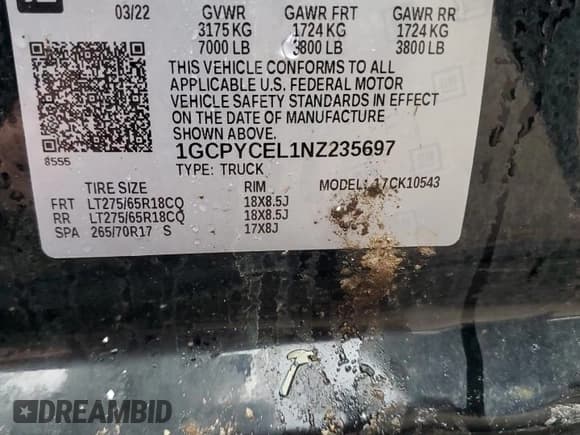 03/22 GVWR GAWR FRT GAWR RR
3175 KG 1724 KG 1724 KG
7000 LB 3800 LB 3800 LB
THIS VEHICLE CONFORMS TO ALL
APPLICABLE U.S. FEDERAL MOTOR
VEHICLE SAFETY STANDARDS IN EFFECT
ON THE DATE OF MANUFACTURE
SHOWN ABOVE.
8555
1GCPYCEL1NZ235697
TYPE: TRUCK
TIRE SIZE RIM MODEL: 17CK10543
FRT LT275/65R18CQ 18X8.5J
RR LT275/65R18CQ 18X8.5J
SPA 265/70R17 S 17X8J
DREAMBID